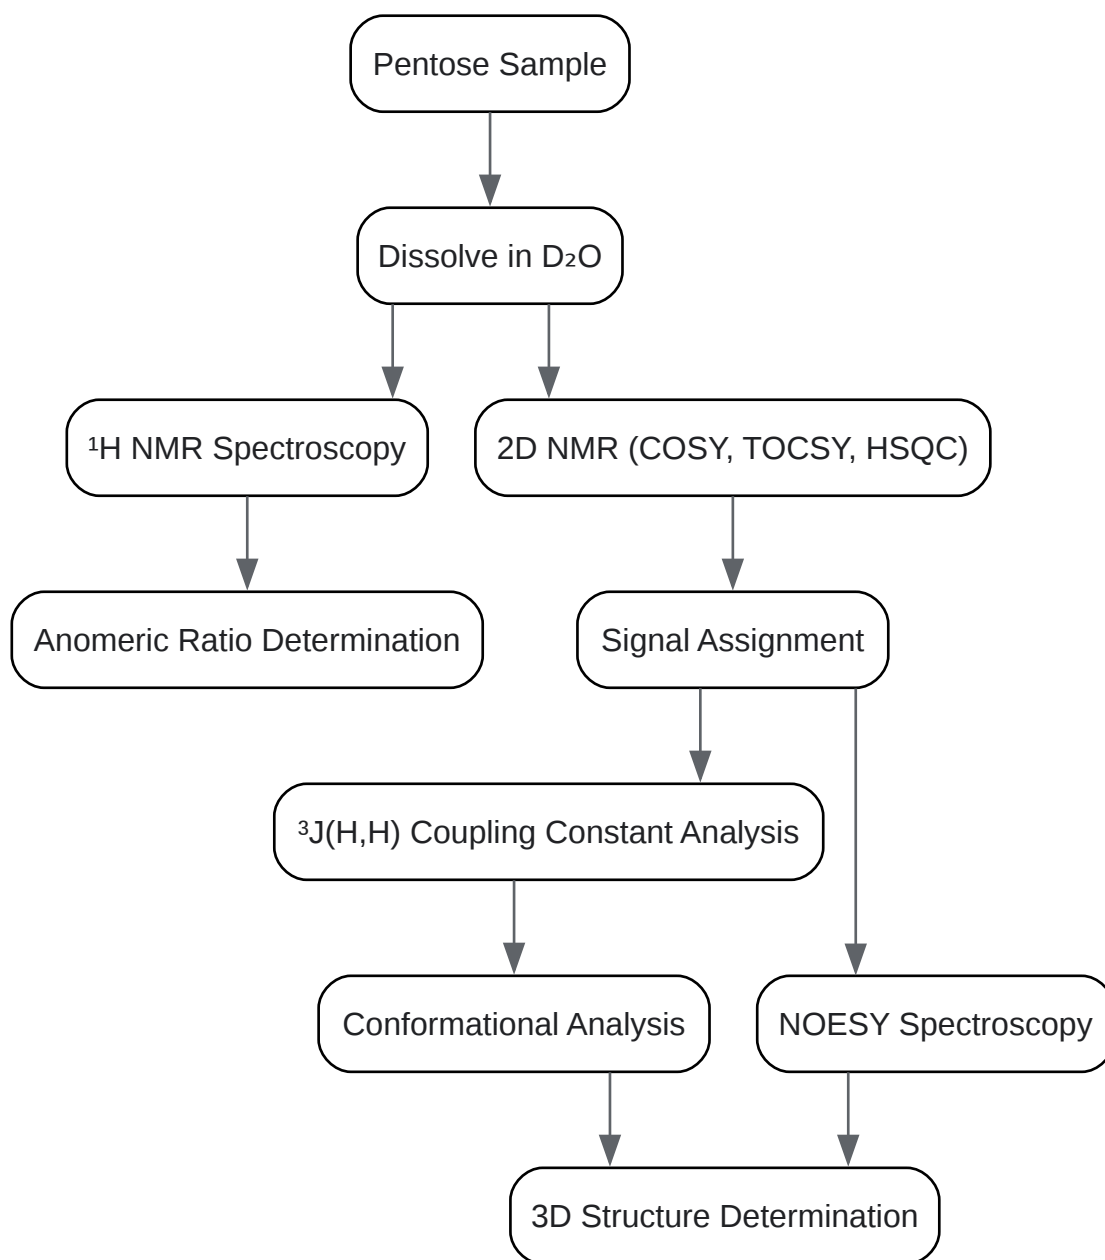 Pentose Sample
Dissolve in D₂O
¹H NMR Spectroscopy
2D NMR (COSY, TOCSY, HSQC)
Anomeric Ratio Determination
Signal Assignment
³J(H,H) Coupling Constant Analysis
Conformational Analysis
NOESY Spectroscopy
3D Structure Determination